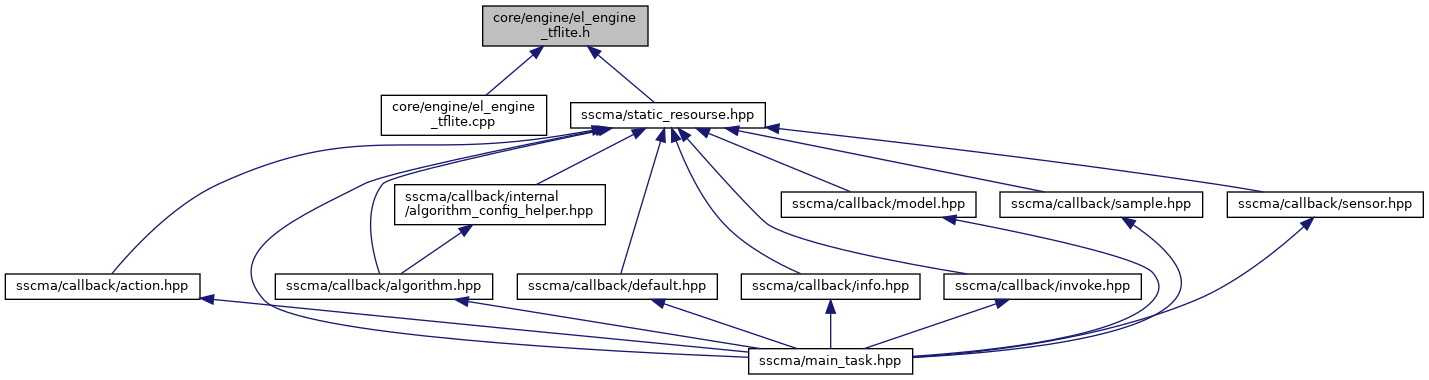 core/engine/el_engine
_tflite.h
core/engine/el_engine
_tflite.cpp
sscma/static_resourse.hpp
sscma/callback/internal
/algorithm_config_helper.hpp
sscma/callback/model.hpp
sscma/callback/sample.hpp
sscma/callback/sensor.hpp
sscma/callback/action.hpp
sscma/callback/algorithm.hpp
sscma/callback/default.hpp
sscma/callback/info.hpp
sscma/callback/invoke.hpp
sscma/main_task.hpp